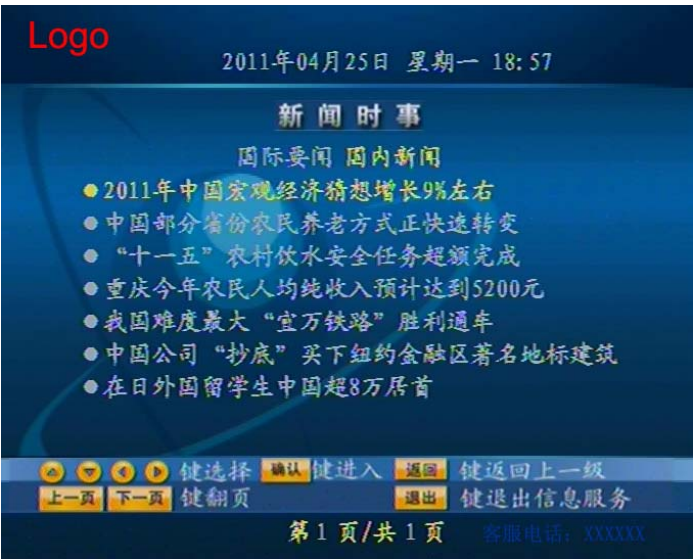 Logo
2011年04月25日 星期一 18:57
新闻时事
国际要闻 国内新闻
2011年中国宏观经济猜想增长9%左右
中国部分省份农民养老方式正快速转变
“十一五”农村饮水安全任务超额完成
重庆今年农民人均纯收入预计达到5200元
我国难度最大“宜万铁路”胜利通车
中国公司“抄底”买下纽约金融区著名地标建筑
在日外国留学生中国超8万居首
键选择 确认 键进入 返回 键返回上一级
上一页 下一页 键翻页 退出 键退出信息服务
第1页/共1页 客服电话：XXXXXX